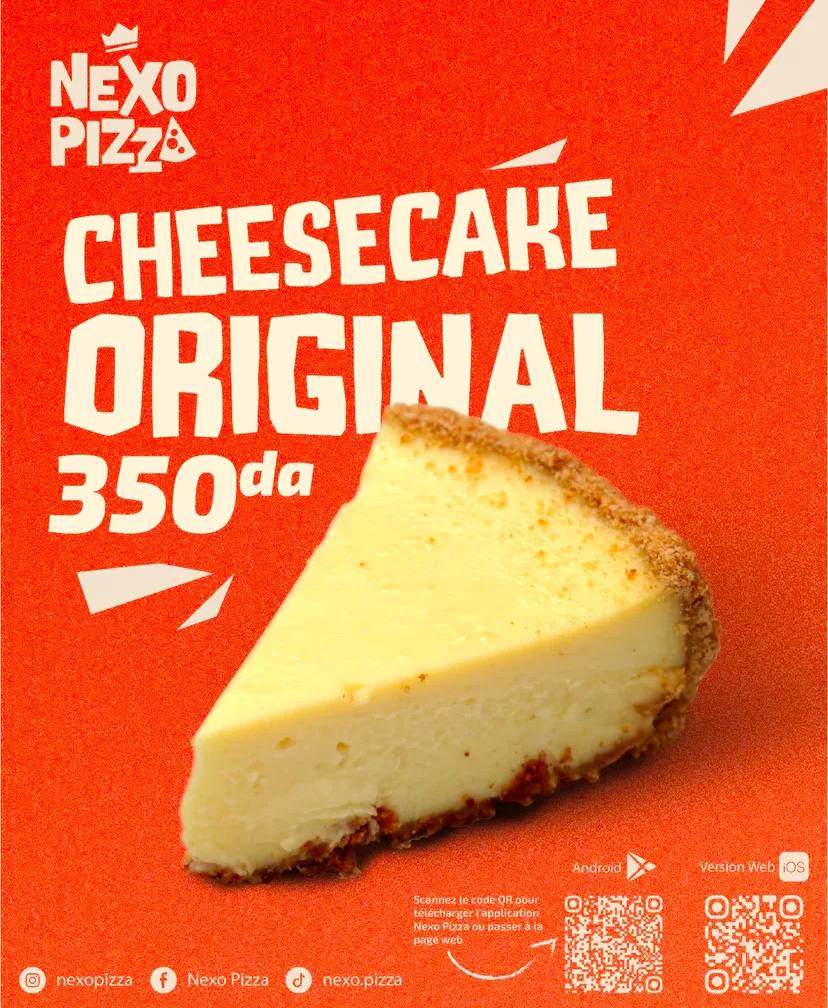 NEXO
PIZZA
CHEESECAKE
ORIGINAL
350da
Android
Version Web iOS
Scannez le code QR pour
télécharger l'application
Nexo Pizza ou passer à la
page web
nexopizza
Nexo Pizza
nexo.pizza